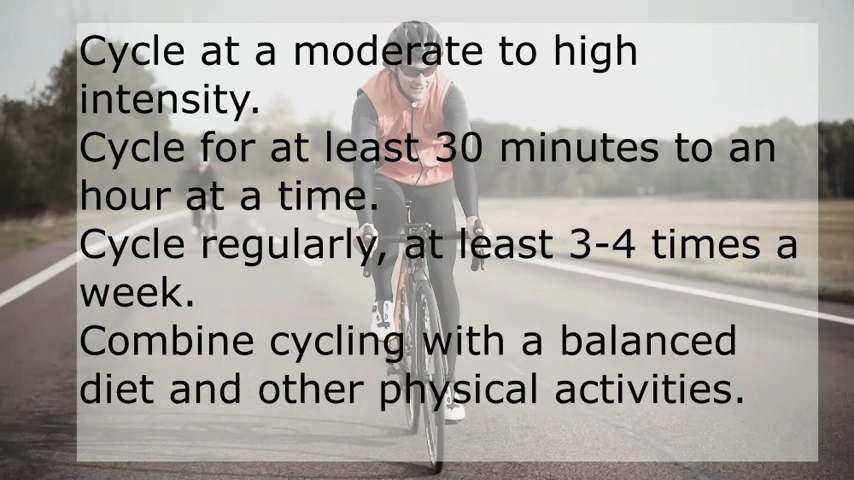 Cycle at a moderate to high
intensity.
Cycle for at least 30 minutes to an
hour at a time.
Cycle regularly, at least 3-4 times a
week.
Combine cycling with a balanced
diet and other physical activities.